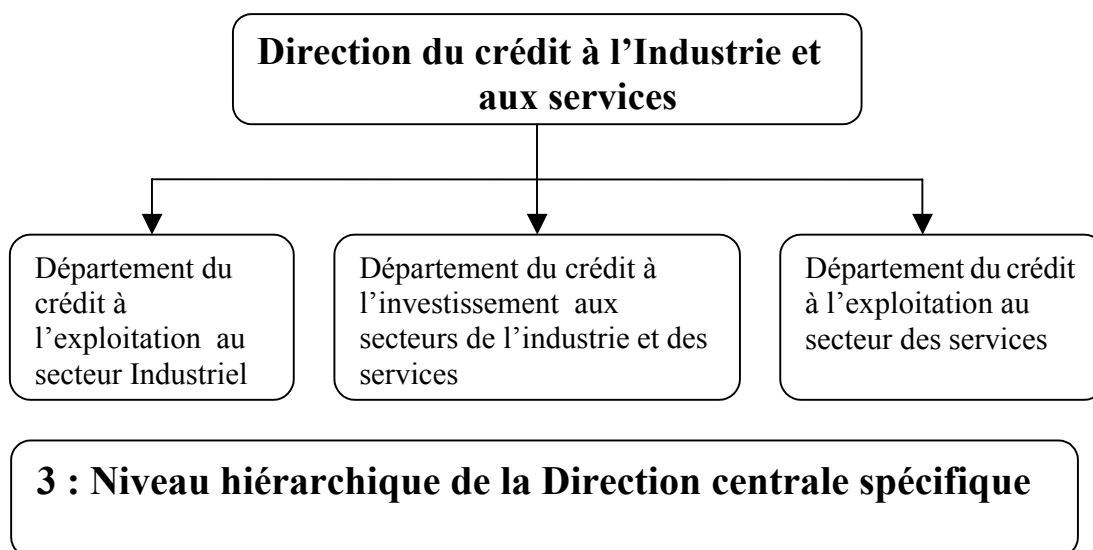 Direction du crédit à l’Industrie et
aux services
Département du
crédit à
l’exploitation au
secteur Industriel
Département du crédit à
l’investissement aux
secteurs de l’industrie et des
services
Département du crédit
à l’exploitation au
secteur des services
3 : Niveau hiérarchique de la Direction centrale spécifique